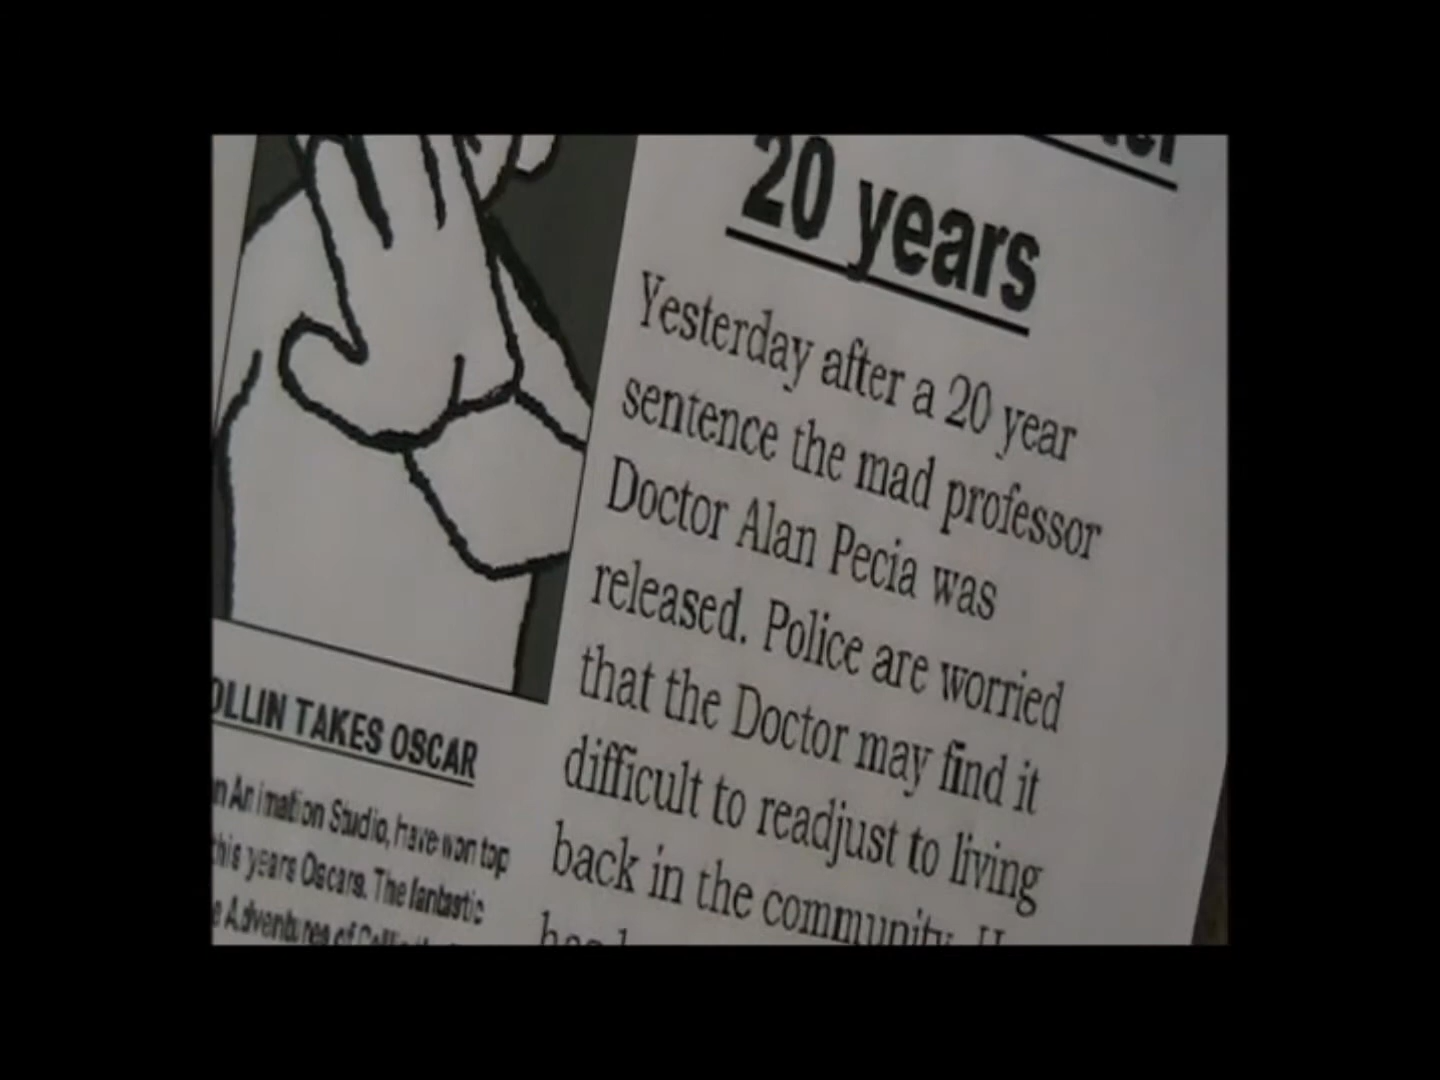 20 years
Yesterday after a 20 year
sentence the mad professor
Doctor Alan Pecia was
released. Police are worried
that the Doctor may find it
difficult to readjust to living
back in the community.
OLLIN TAKES OSCAR
n Animation Studio, have won top
this years Oscars. The fantastic
e Adventures of